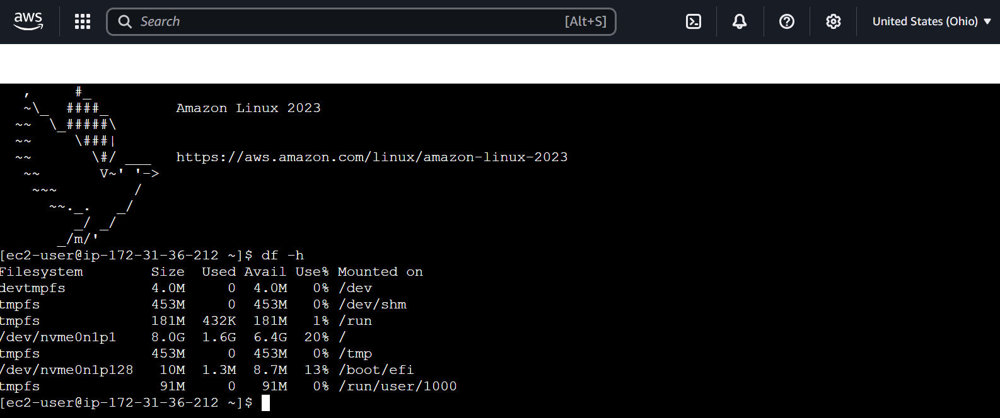 aws
Search [Alt+S] United States (Ohio)
   ,     #_
   ~\_  ####_        Amazon Linux 2023
  ~~  \_#####\
  ~~     \###|
  ~~       \#/ ___   https://aws.amazon.com/linux/amazon-linux-2023
   ~~       V~' '->
    ~~~         /
      ~~._.   _/
         _/ _/
       _/m/'
[ec2-user@ip-172-31-36-212 ~]$ df -h
Filesystem        Size  Used Avail Use% Mounted on
devtmpfs          4.0M     0  4.0M   0% /dev
tmpfs             453M     0  453M   0% /dev/shm
tmpfs             181M  432K  181M   1% /run
/dev/nvme0n1p1    8.0G  1.6G  6.4G  20% /
tmpfs             453M     0  453M   0% /tmp
/dev/nvme0n1p128   10M  1.3M  8.7M  13% /boot/efi
tmpfs              91M     0   91M   0% /run/user/1000
[ec2-user@ip-172-31-36-212 ~]$